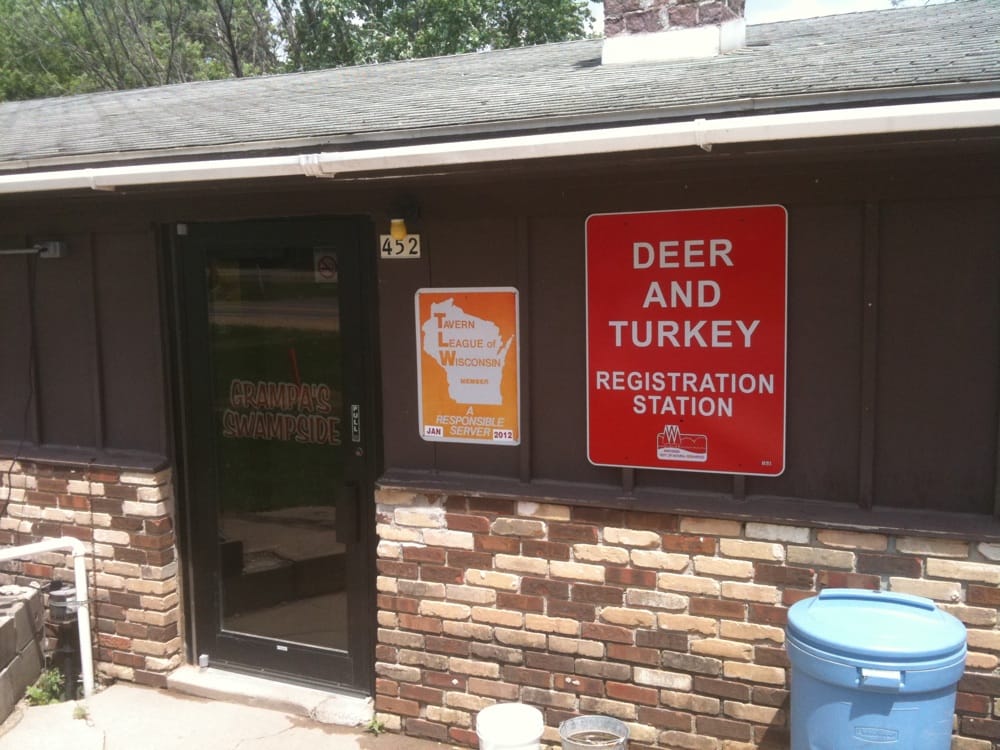 DEER
AND
TURKEY
REGISTRATION
STATION
452
TAVERN
LEAGUE of
WISCONSIN
MEMBER
A
RESPONSIBLE
SERVER
JAN 2012
GRAMPA'S
SWAMPSIDE
PULL